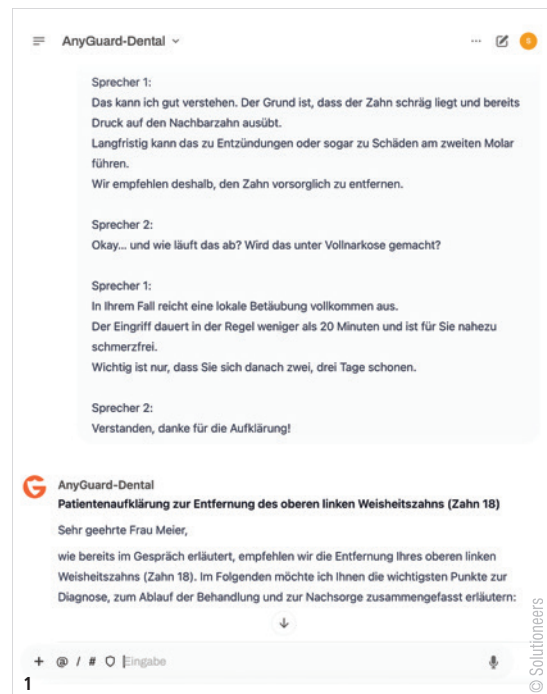 AnyGuard-Dental
S
Sprecher 1:
Das kann ich gut verstehen. Der Grund ist, dass der Zahn schräg liegt und bereits
Druck auf den Nachbarzahn ausübt.
Langfristig kann das zu Entzündungen oder sogar zu Schäden am zweiten Molar
führen.
Wir empfehlen deshalb, den Zahn vorsorglich zu entfernen.
Sprecher 2:
Okay... und wie läuft das ab? Wird das unter Vollnarkose gemacht?
Sprecher 1:
In Ihrem Fall reicht eine lokale Betäubung vollkommen aus.
Der Eingriff dauert in der Regel weniger als 20 Minuten und ist für Sie nahezu
schmerzfrei.
Wichtig ist nur, dass Sie sich danach zwei, drei Tage schonen.
Sprecher 2:
Verstanden, danke für die Aufklärung!
AnyGuard-Dental
Patientenaufklärung zur Entfernung des oberen linken Weisheitszahns (Zahn 18)
Sehr geehrte Frau Meier,
wie bereits im Gespräch erläutert, empfehlen wir die Entfernung Ihres oberen linken
Weisheitszahns (Zahn 18). Im Folgenden möchte ich Ihnen die wichtigsten Punkte zur
Diagnose, zum Ablauf der Behandlung und zur Nachsorge zusammengefasst erläutern:
+ @ / # Eingabe
1
© Solutioneers